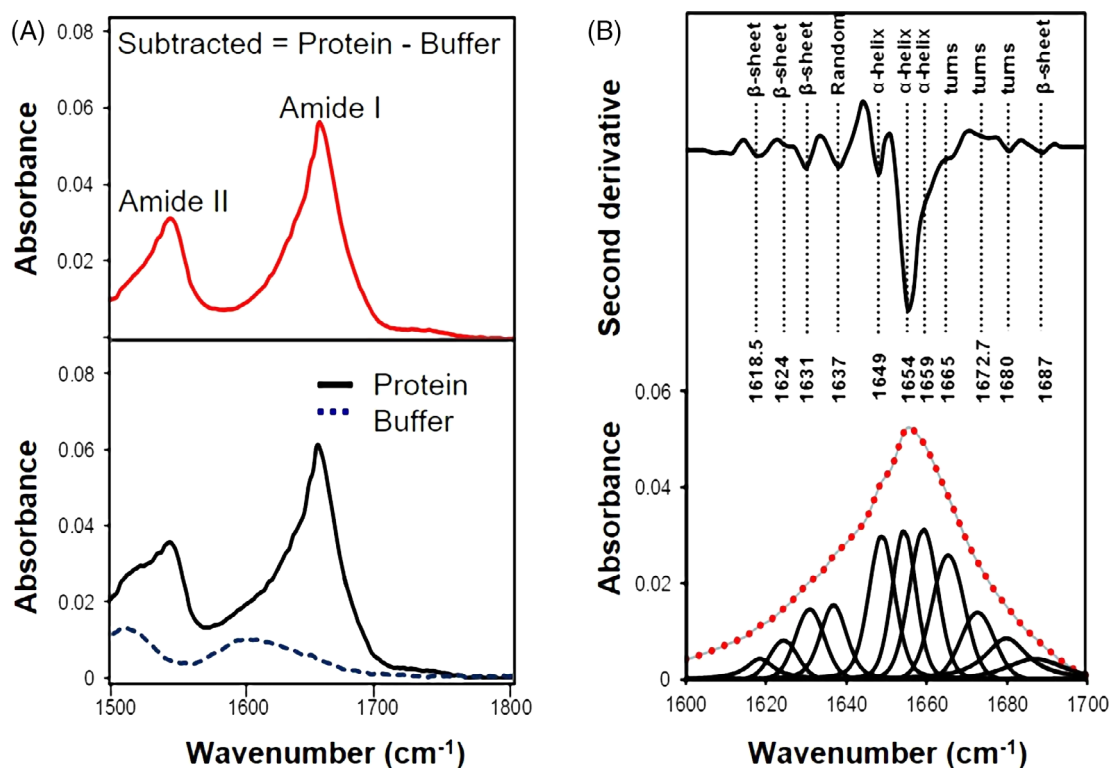 (A)
0.08
Subtracted = Protein - Buffer
Amide I
0.06
0.04
Amide II
0.02
0
Absorbance
0.08
Protein
Buffer
0.06
0.04
0.02
0
Absorbance
1500 1600 1700 1800
Wavenumber (cm-1)
(B)
β-sheet
β-sheet
β-sheet
Random
α-helix
α-helix
α-helix
turns
turns
turns
β-sheet
Second derivative
1618.5
1624
1631
1637
1649
1654
1659
1665
1672.7
1680
1687
0.06
0.04
0.02
0
Absorbance
1600 1620 1640 1660 1680 1700
Wavenumber (cm-1)